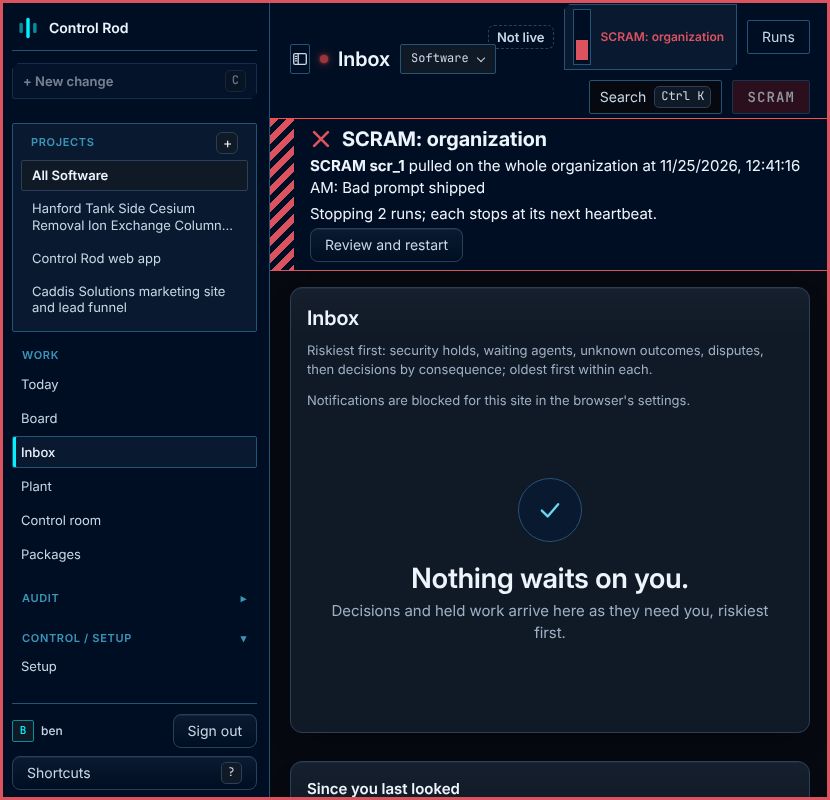 Control Rod
+ New change
C
PROJECTS
+
All Software
Hanford Tank Side Cesium
Removal Ion Exchange Column...
Control Rod web app
Caddis Solutions marketing site
and lead funnel
WORK
Today
Board
Inbox
Plant
Control room
Packages
AUDIT
CONTROL / SETUP
Setup
B
ben
Sign out
Shortcuts
?
Inbox
Software
Not live
SCRAM: organization
Runs
Search
Ctrl K
SCRAM
SCRAM: organization
SCRAM scr_1 pulled on the whole organization at 11/25/2026, 12:41:16
AM: Bad prompt shipped
Stopping 2 runs; each stops at its next heartbeat.
Review and restart
Inbox
Riskiest first: security holds, waiting agents, unknown outcomes, disputes,
then decisions by consequence; oldest first within each.
Notifications are blocked for this site in the browser's settings.
Nothing waits on you.
Decisions and held work arrive here as they need you, riskiest
first.
Since you last looked